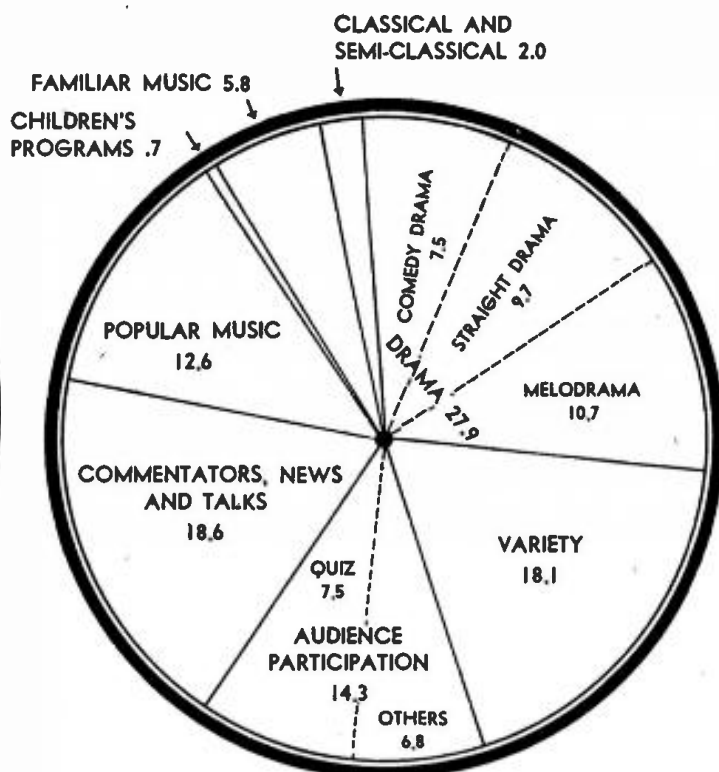 CLASSICAL AND
SEMI-CLASSICAL 2.0
FAMILIAR MUSIC 5.8
CHILDREN'S
PROGRAMS .7
COMEDY DRAMA
7.5
STRAIGHT DRAMA
9.7
DRAMA 27.9
MELODRAMA
10.7
POPULAR MUSIC
12.6
COMMENTATORS, NEWS
AND TALKS
18.6
VARIETY
18.1
QUIZ
7.5
AUDIENCE
PARTICIPATION
14.3
OTHERS
6.8